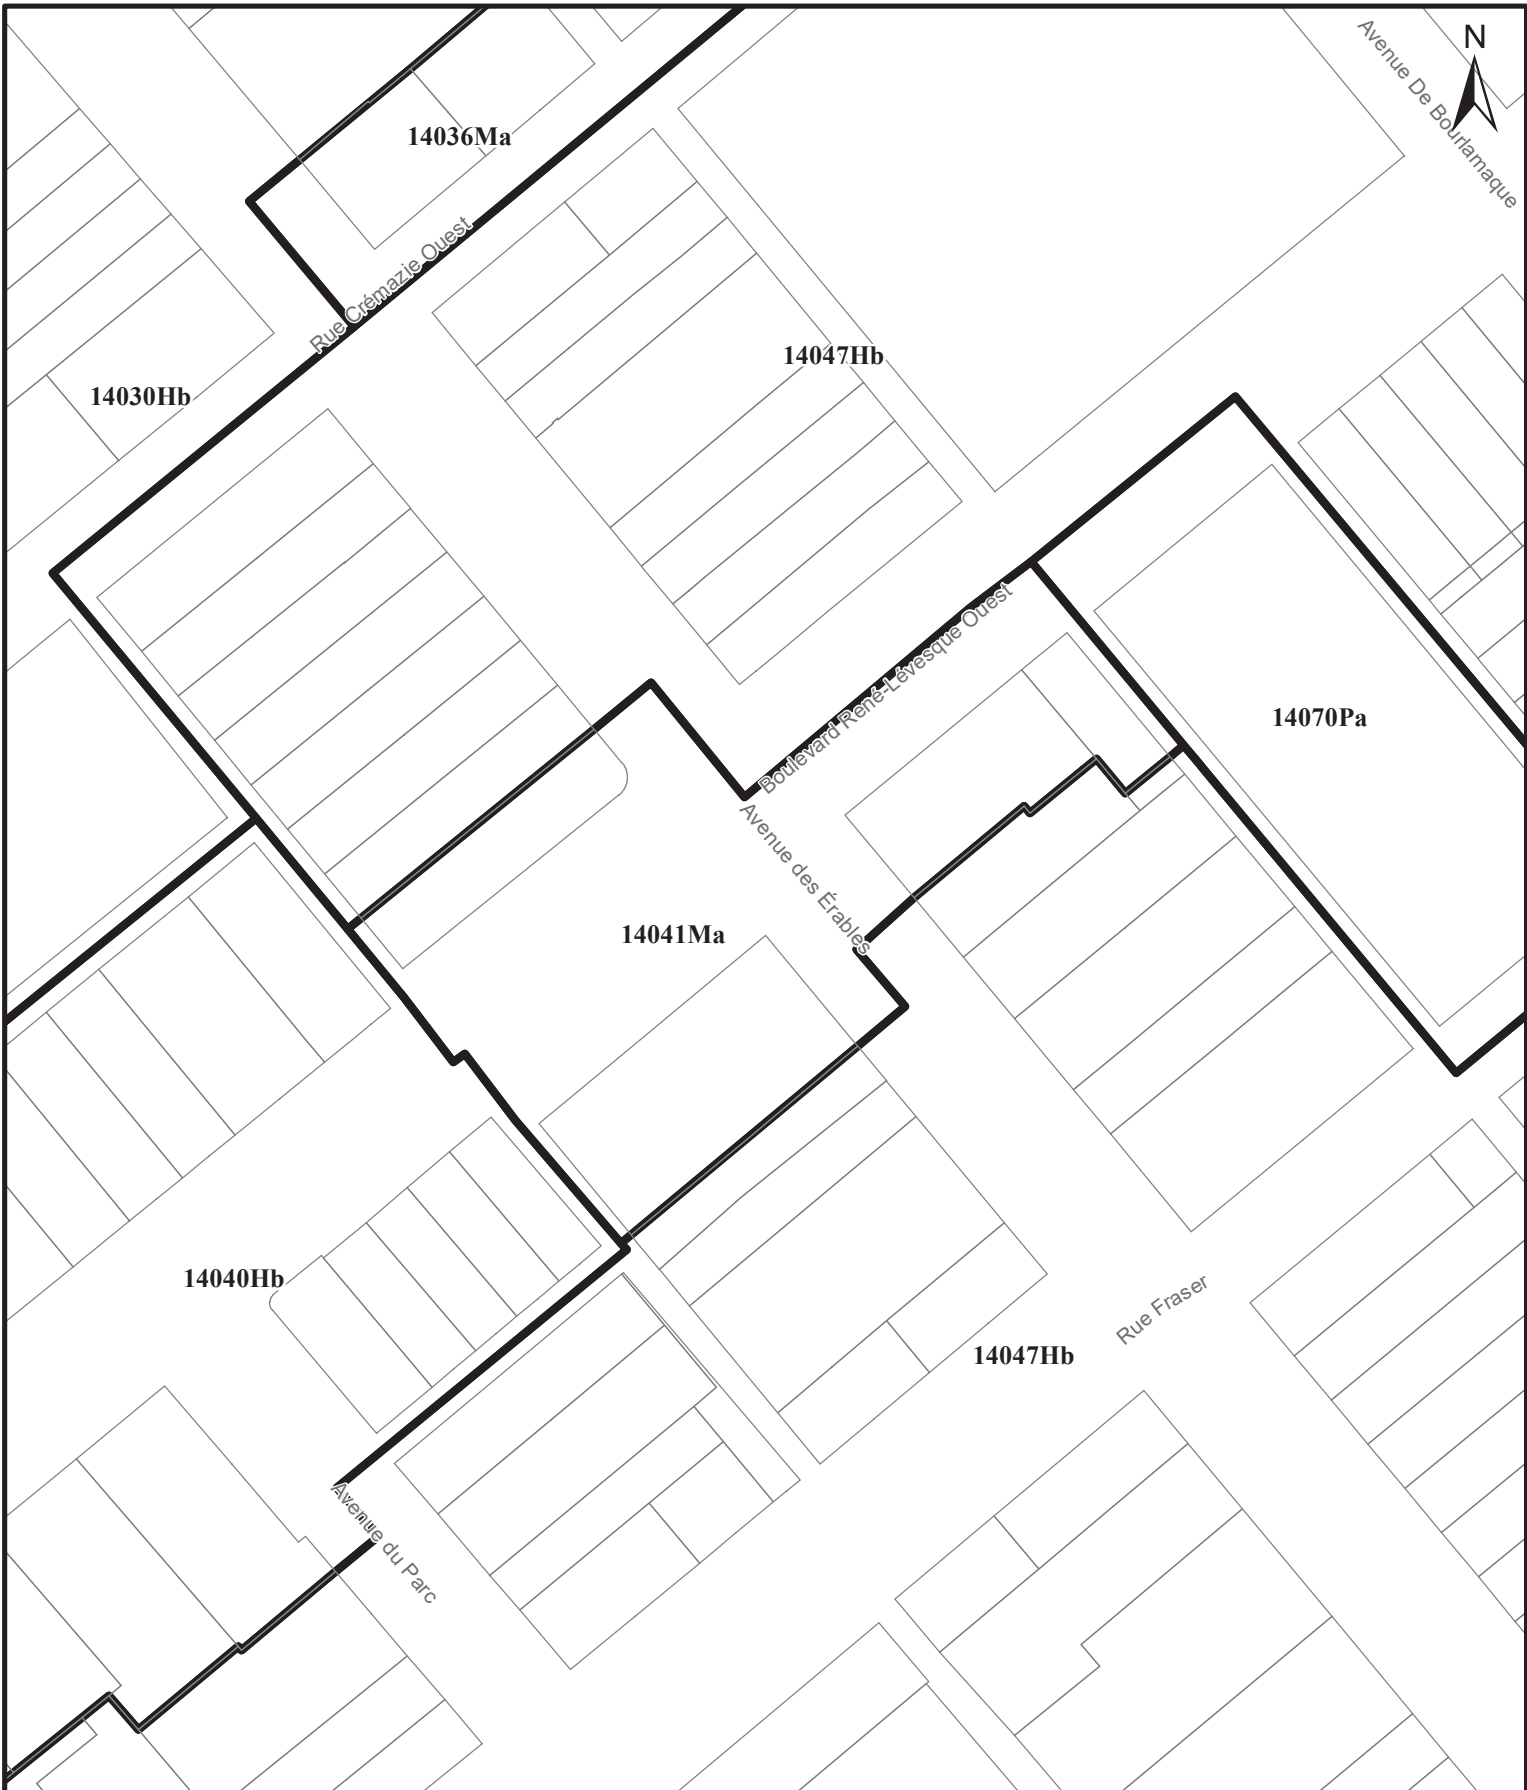 Avenue De Bourlamaque
N
14036Ma
Rue Crémazie Ouest
14047Hb
14030Hb
Boulevard René-Lévesque Ouest
14070Pa
Avenue des Érables
14041Ma
14040Hb
Rue Fraser
14047Hb
Avenue du Parc